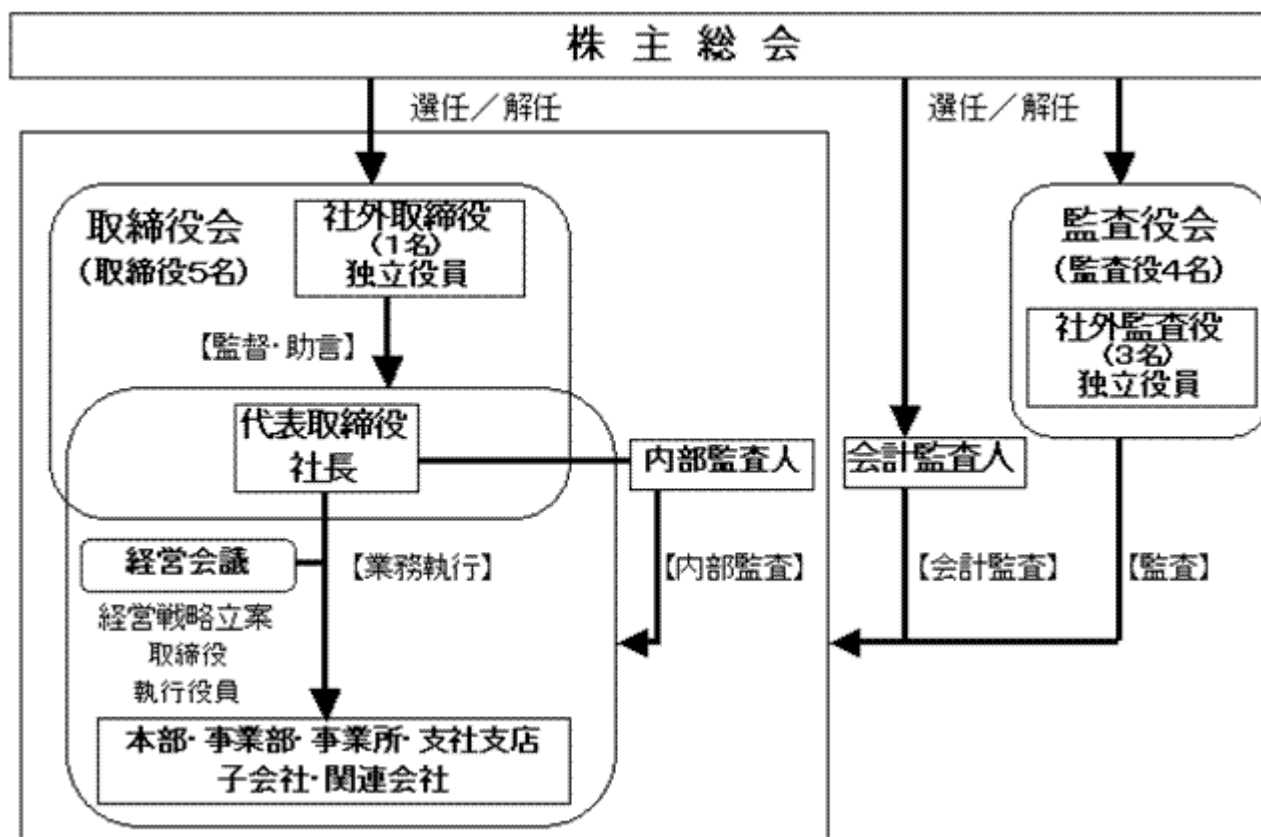 株主総会
選任／解任
選任／解任
取締役会
(取締役5名)
社外取締役
(1名)
独立役員
監査役会
(監査役4名)
社外監査役
(3名)
独立役員
【監督・助言】
代表取締役
社長
内部監査人
会計監査人
経営会議
【業務執行】
【内部監査】
【会計監査】
【監査】
経営戦略立案
取締役
執行役員
本部・事業部・事業所・支社支店
子会社・関連会社